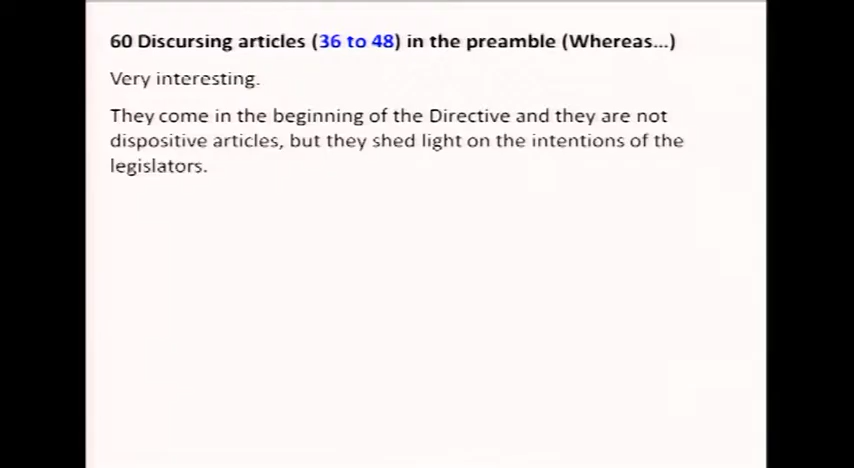 60 Discursing articles (36 to 48) in the preamble (Whereas...)
Very interesting.
They come in the beginning of the Directive and they are not
dispositive articles, but they shed light on the intentions of the
legislators.